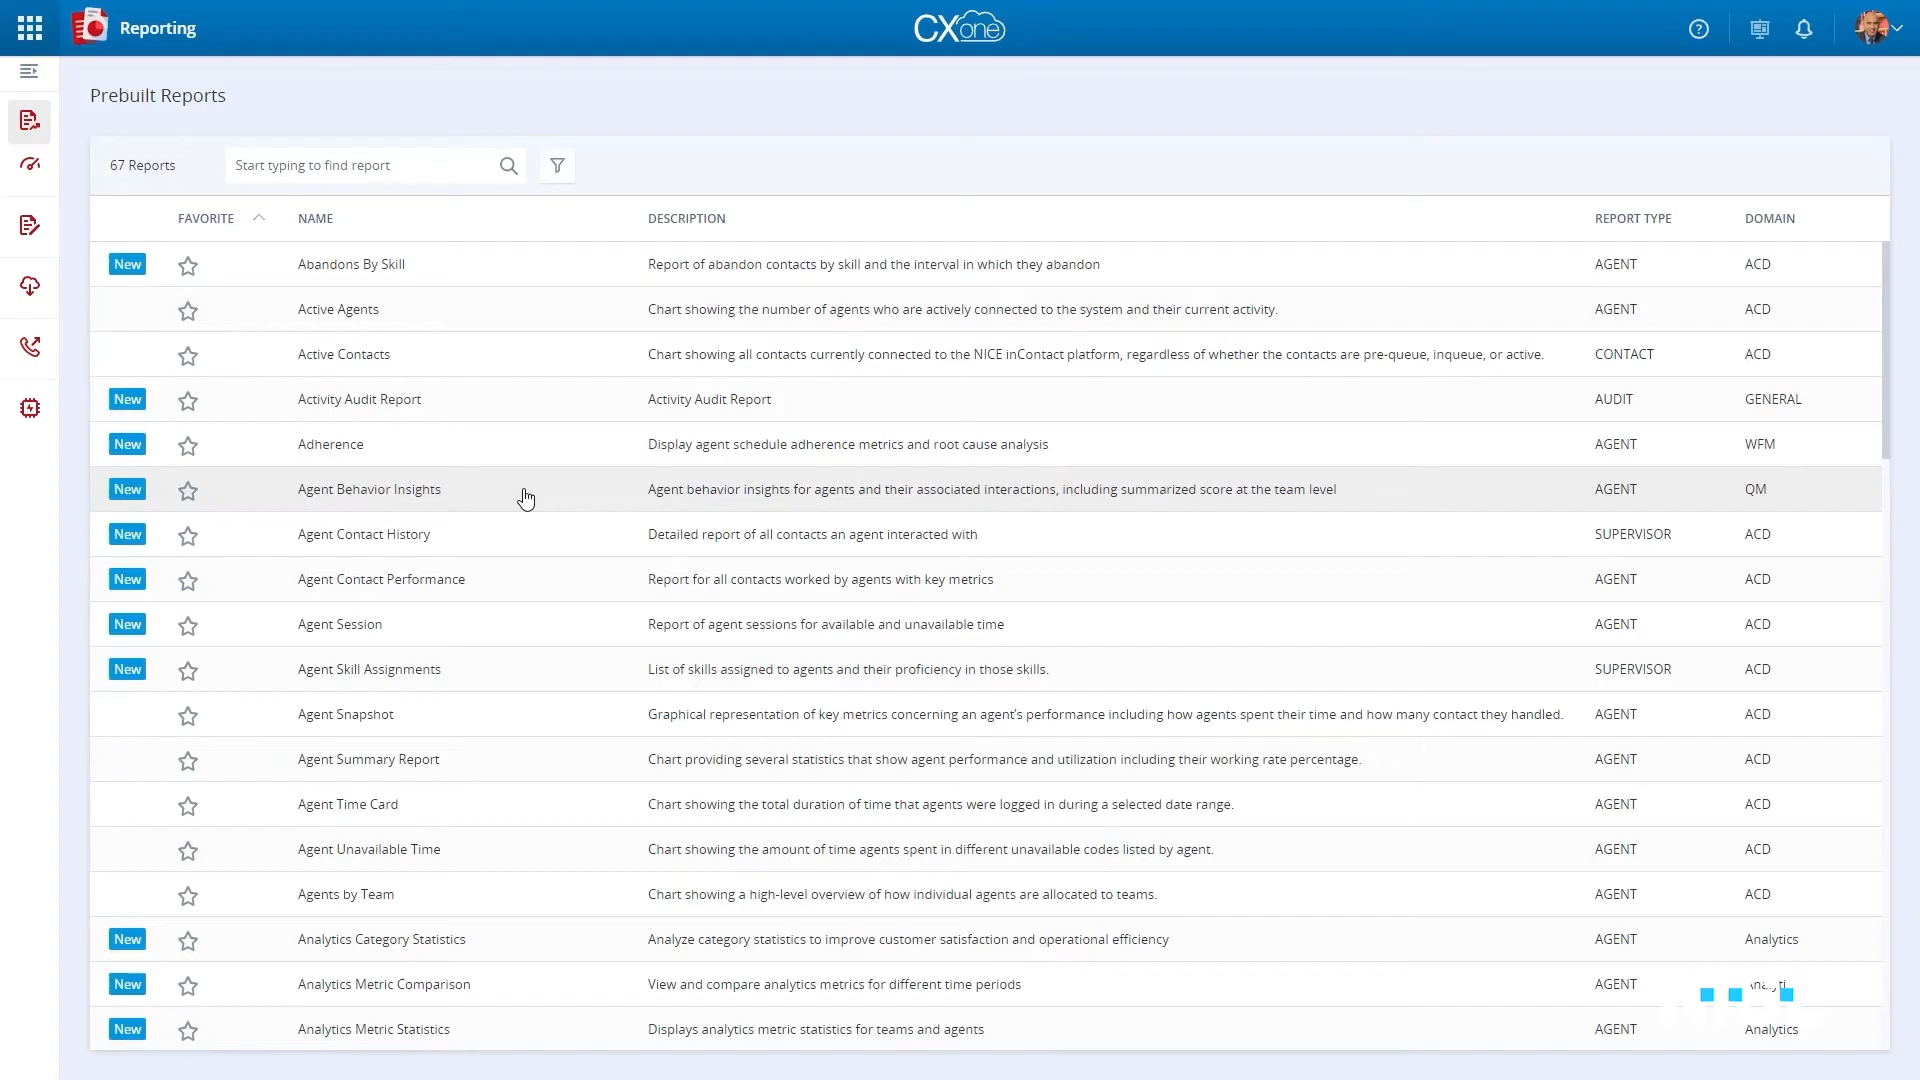 Reporting
CXone
Prebuilt Reports
67 Reports
Start typing to find report
FAVORITE NAME DESCRIPTION REPORT TYPE DOMAIN
New Abandons By Skill Report of abandon contacts by skill and the interval in which they abandon AGENT ACD
Active Agents Chart showing the number of agents who are actively connected to the system and their current activity. AGENT ACD
Active Contacts Chart showing all contacts currently connected to the NICE inContact platform, regardless of whether the contacts are pre-queue, inqueue, or active. CONTACT ACD
New Activity Audit Report Activity Audit Report AUDIT GENERAL
New Adherence Display agent schedule adherence metrics and root cause analysis AGENT WFM
New Agent Behavior Insights Agent behavior insights for agents and their associated interactions, including summarized score at the team level AGENT QM
New Agent Contact History Detailed report of all contacts an agent interacted with SUPERVISOR ACD
New Agent Contact Performance Report for all contacts worked by agents with key metrics AGENT ACD
New Agent Session Report of agent sessions for available and unavailable time AGENT ACD
New Agent Skill Assignments List of skills assigned to agents and their proficiency in those skills. SUPERVISOR ACD
Agent Snapshot Graphical representation of key metrics concerning an agent's performance including how agents spent their time and how many contact they handled. AGENT ACD
Agent Summary Report Chart providing several statistics that show agent performance and utilization including their working rate percentage. AGENT ACD
Agent Time Card Chart showing the total duration of time that agents were logged in during a selected date range. AGENT ACD
Agent Unavailable Time Chart showing the amount of time agents spent in different unavailable codes listed by agent. AGENT ACD
Agents by Team Chart showing a high-level overview of how individual agents are allocated to teams. AGENT ACD
New Analytics Category Statistics Analyze category statistics to improve customer satisfaction and operational efficiency AGENT Analytics
New Analytics Metric Comparison View and compare analytics metrics for different time periods AGENT
New Analytics Metric Statistics Displays analytics metric statistics for teams and agents AGENT Analytics